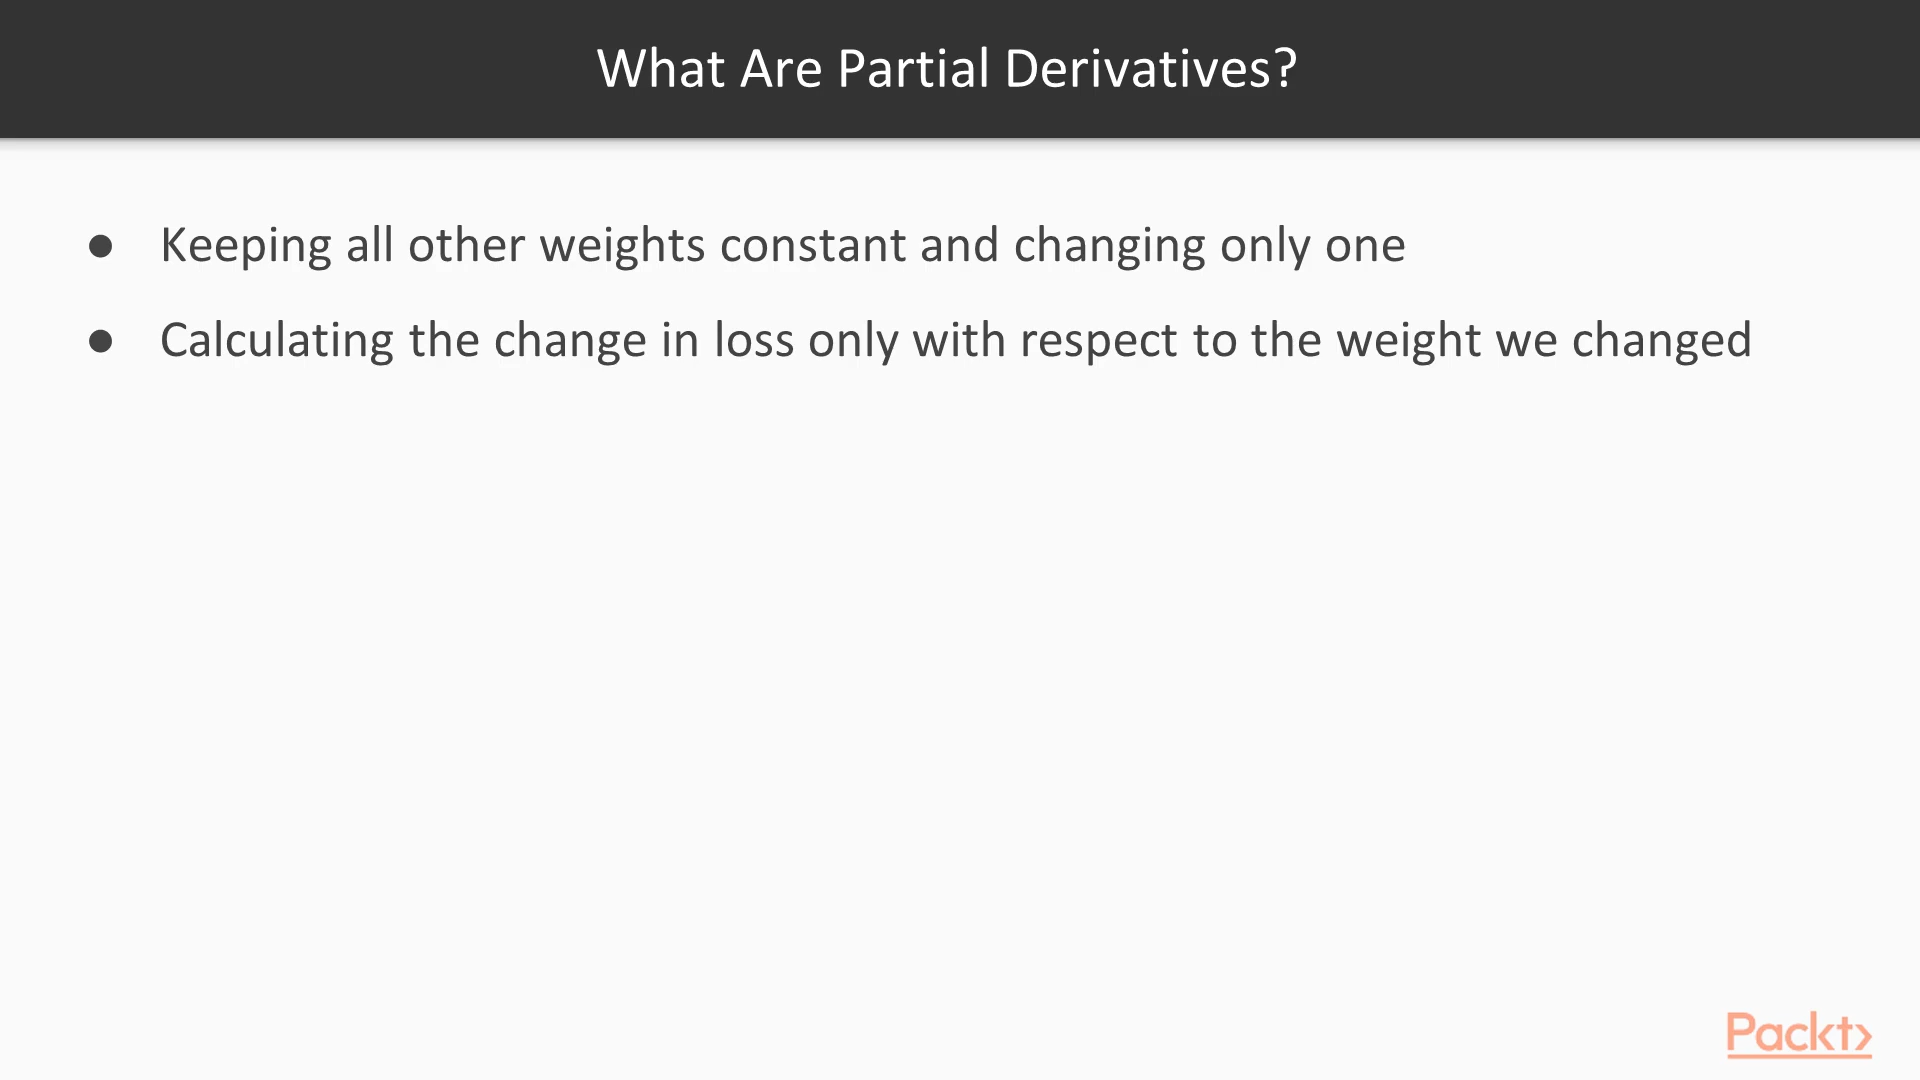 What Are Partial Derivatives?
● Keeping all other weights constant and changing only one
● Calculating the change in loss only with respect to the weight we changed
Packt>